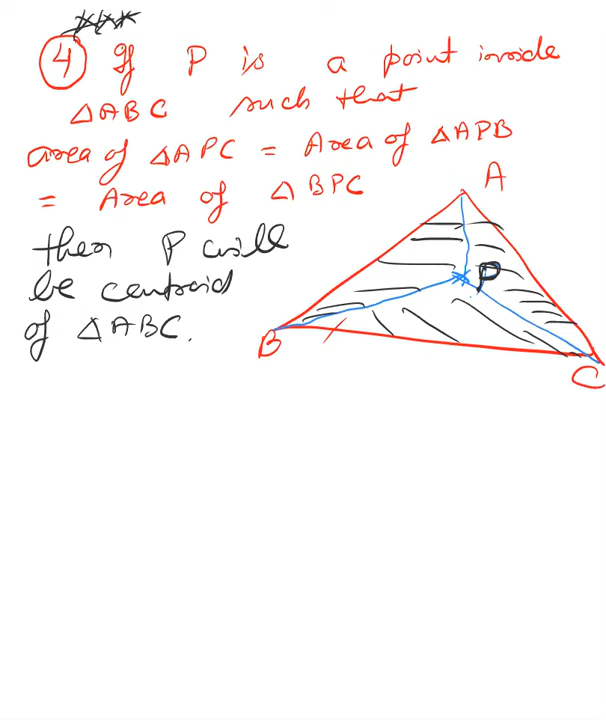 ④ If P is a point inside
△ABC such that
area of △APC = Area of △APB
= Area of △BPC
then P will
be centroid
of △ABC.
A
P
B
C